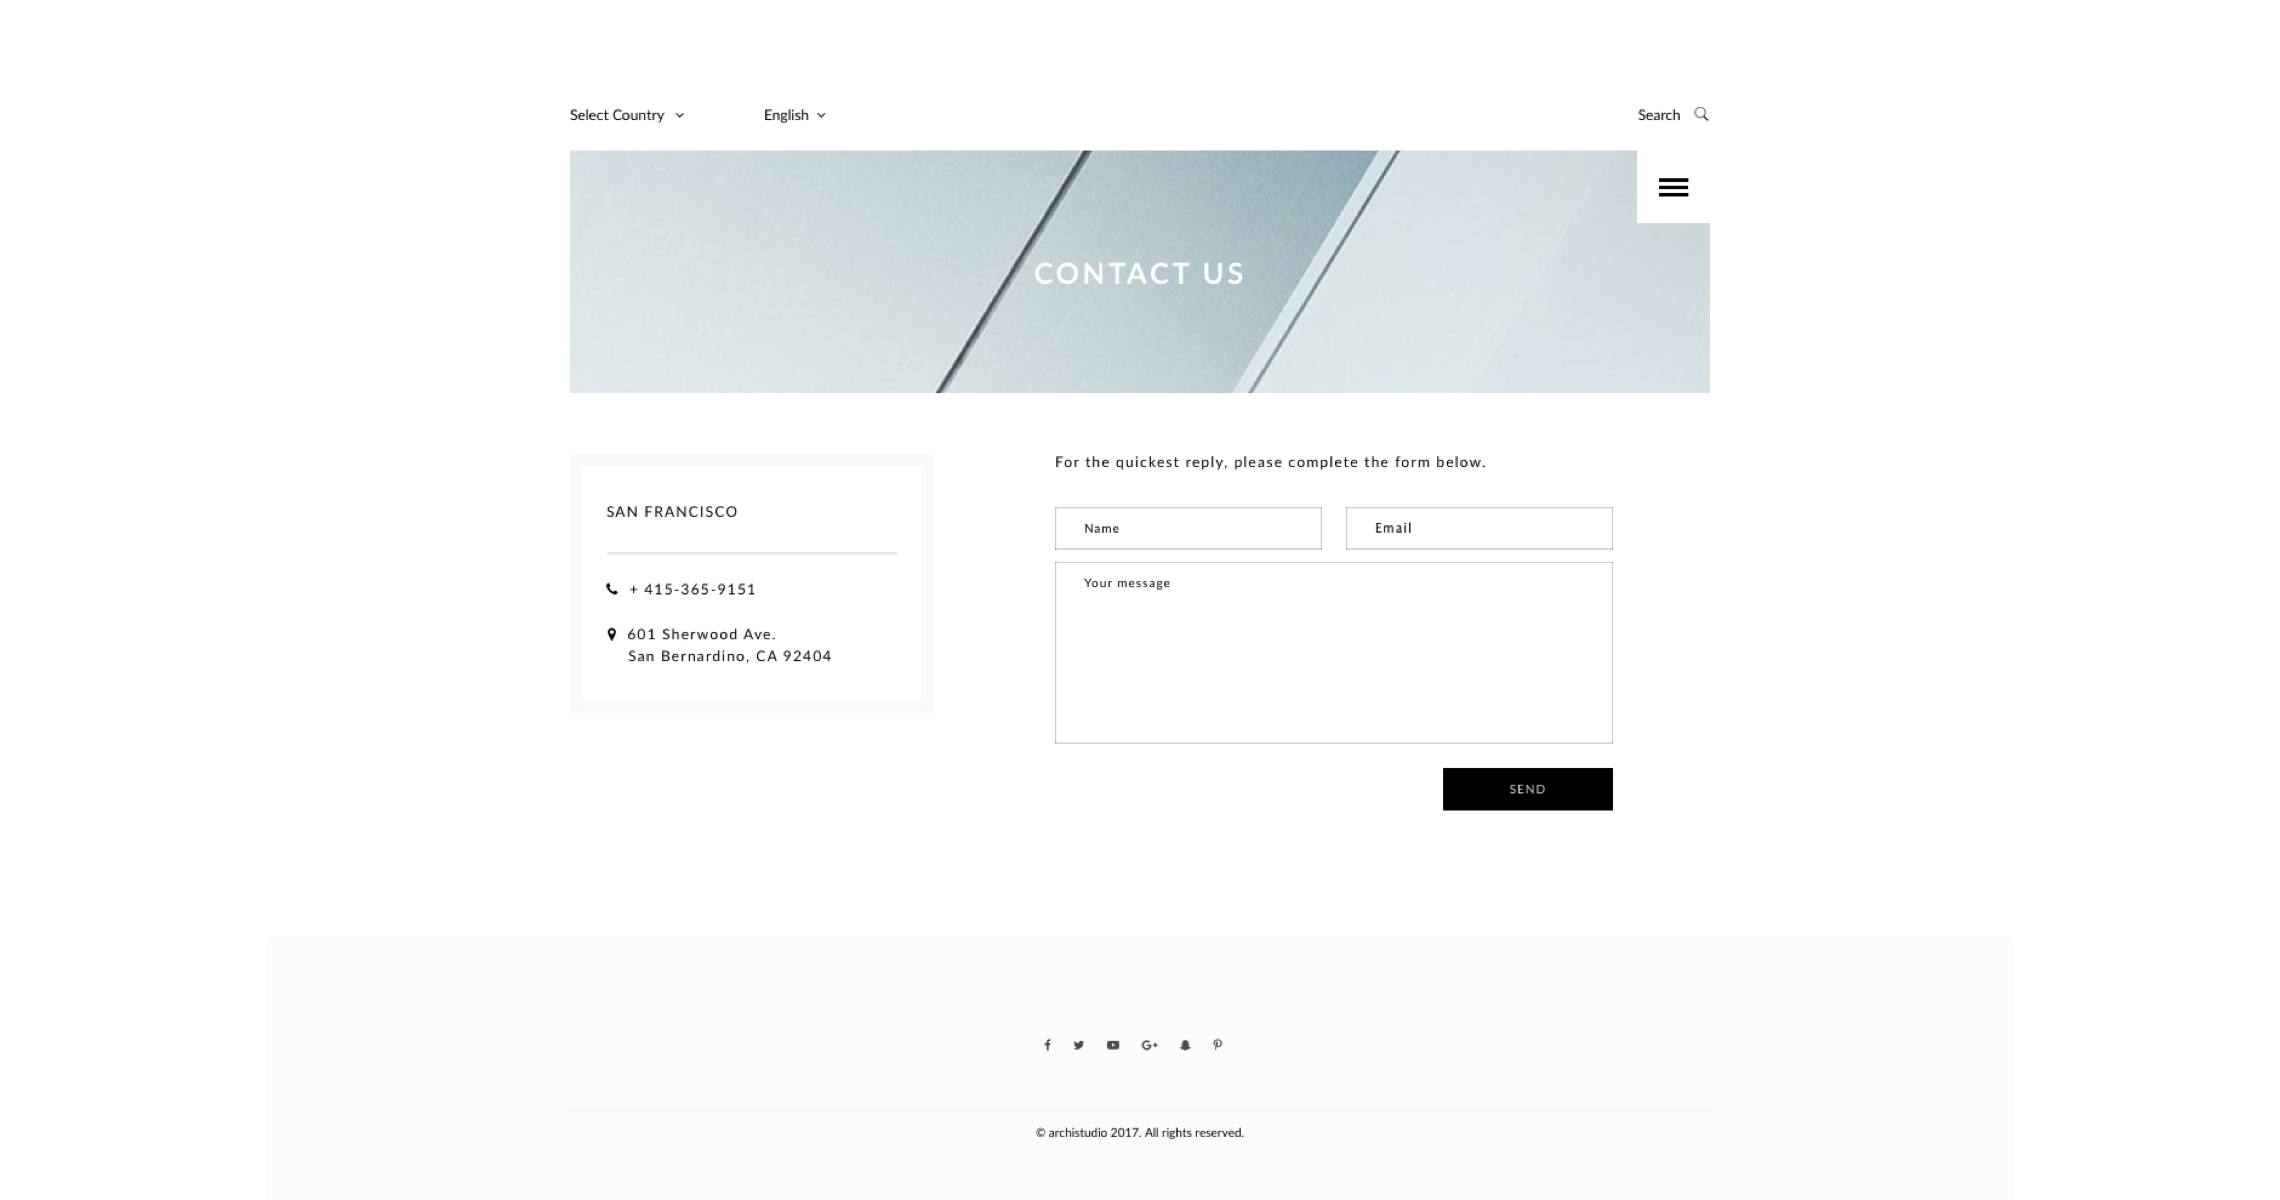 Select Country
English
Search
CONTACT US
SAN FRANCISCO
+ 415-365-9151
601 Sherwood Ave.
San Bernardino, CA 92404
For the quickest reply, please complete the form below.
Name
Email
Your message
SEND
© archistudio 2017. All rights reserved.